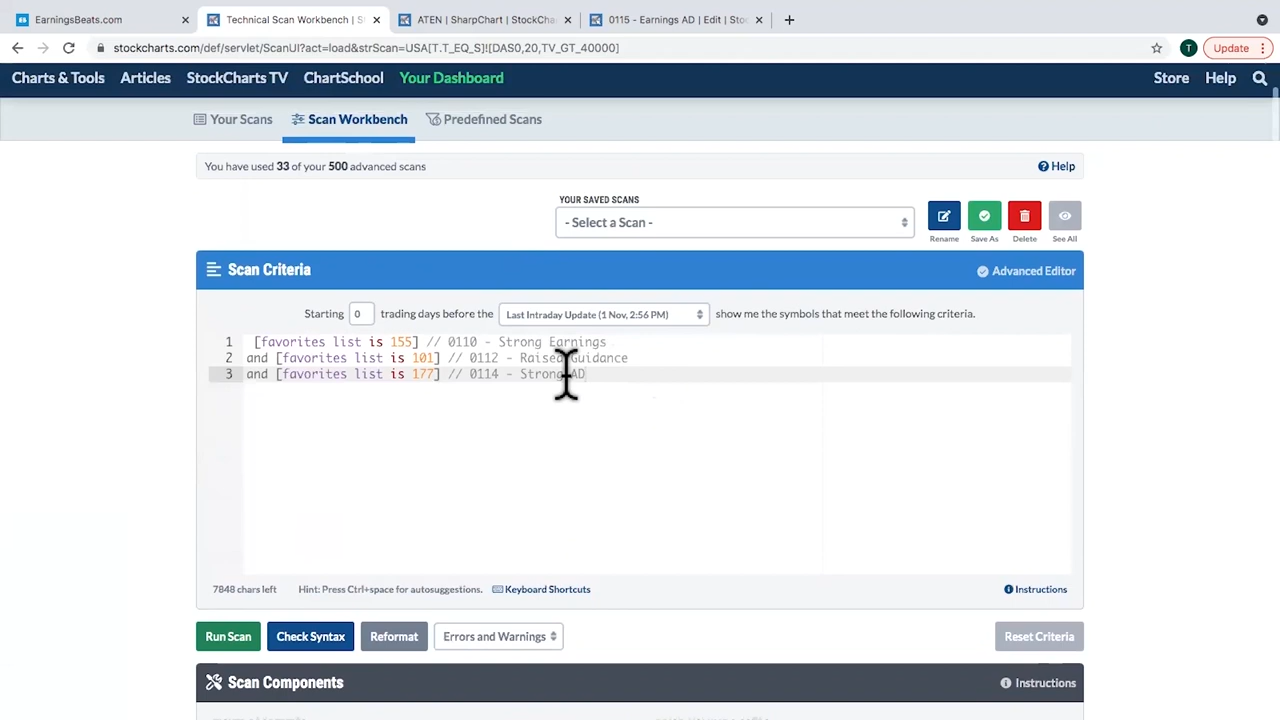 EarningsBeats.com
Technical Scan Workbench | S
ATEN | SharpChart | StockCha
0115 - Earnings AD | Edit | Sto
stockcharts.com/def/servlet/ScanUI?act=load&strScan=USA[T.T_EQ_S]![DAS0,20,TV_GT_40000]
T
Update
Charts & Tools Articles StockCharts TV ChartSchool Your Dashboard Store Help
Your Scans Scan Workbench Predefined Scans
You have used 33 of your 500 advanced scans Help
YOUR SAVED SCANS
- Select a Scan -
Rename Save As Delete See All
Scan Criteria Advanced Editor
Starting 0 trading days before the Last Intraday Update (1 Nov, 2:56 PM) show me the symbols that meet the following criteria.
1 [favorites list is 155] // 0110 - Strong Earnings
2 and [favorites list is 101] // 0112 - Raised Guidance
3 and [favorites list is 177] // 0114 - Strong AD
7848 chars left Hint: Press Ctrl+space for autosuggestions. Keyboard Shortcuts Instructions
Run Scan Check Syntax Reformat Errors and Warnings Reset Criteria
Scan Components Instructions